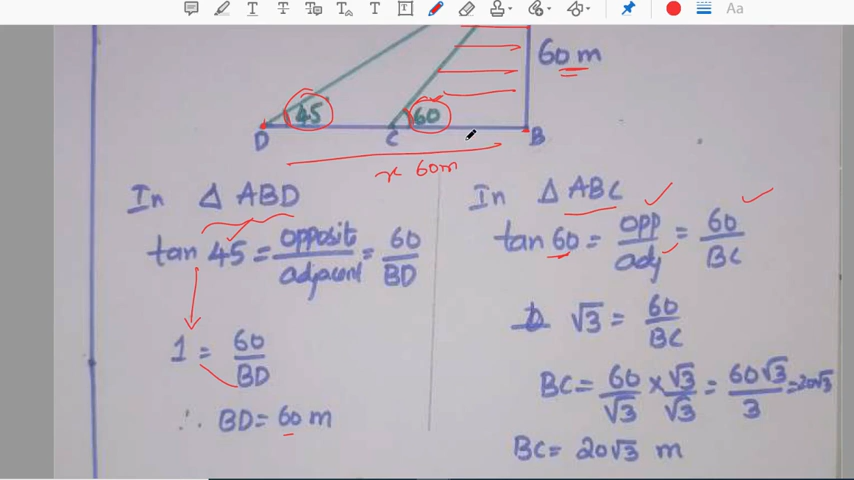 Aa
60 m
45
60
D
C
B
x 60m
In Δ ABD
tan 45 = opposit/adjacent = 60/BD
1 = 60/BD
∴ BD = 60 m
In Δ ABC
tan 60 = opp/adj = 60/BC
√3 = 60/BC
BC = 60/√3 × √3/√3 = 60√3/3 = 20√3
BC = 20√3 m